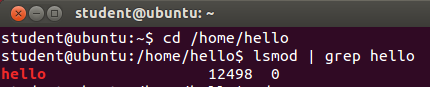 student@ubuntu: ~
student@ubuntu:~$ cd /home/hello
student@ubuntu:/home/hello$ lsmod | grep hello
hello 12498 0